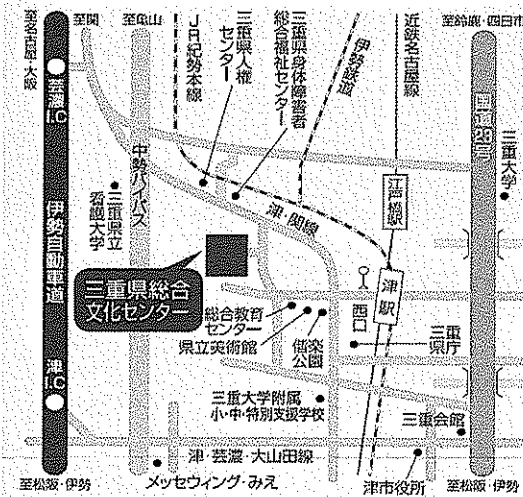 至名古屋・大阪
至関
至亀山
JR紀勢本線
三重県人権
センター
三重県身体障害者
総合福祉センター
伊勢鉄道
近鉄名古屋線
至鈴鹿・四日市
芸濃I.C
伊勢自動車道
津I.C
中勢バイパス
三重県立
看護大学
津・関線
江戸橋駅
国道23号
三重大学
三重県総合
文化センター
総合教育
センター
県立美術館
偕楽
公園
西口
津駅
三重
県庁
三重大学附属
小・中・特別支援学校
三重会館
津・芸濃・大山田線
至松阪・伊勢
メッセウィング・みえ
津市役所
至松阪・伊勢